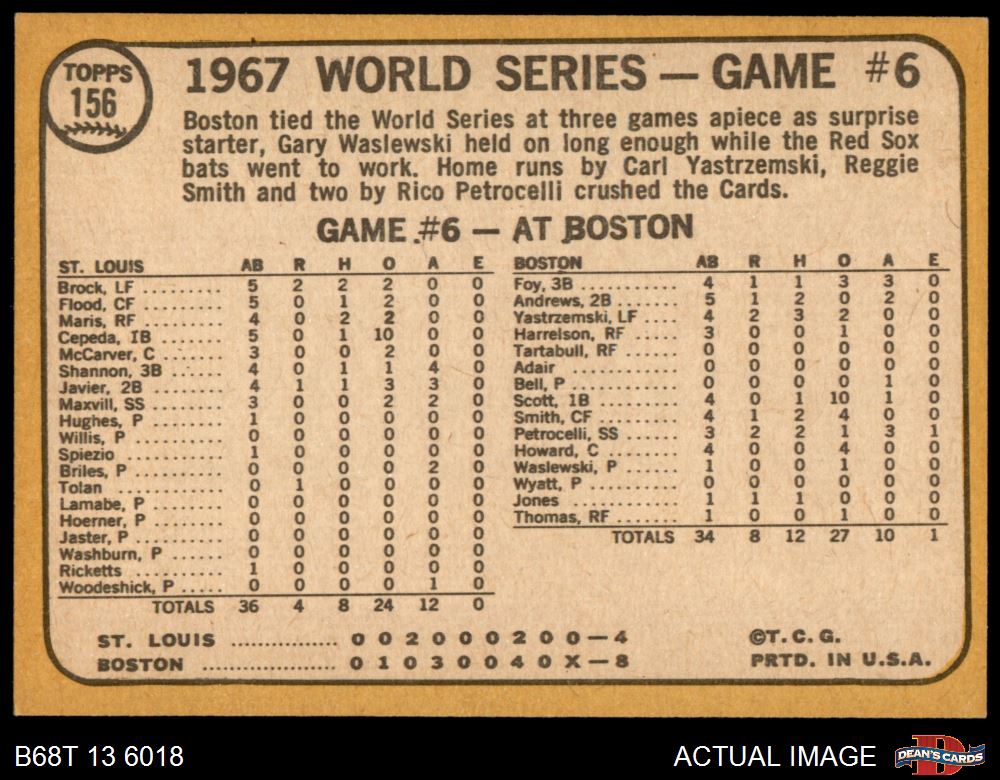 TOPPS
156
1967 WORLD SERIES — GAME #6
Boston tied the World Series at three games apiece as surprise
starter, Gary Waslewski held on long enough while the Red Sox
bats went to work. Home runs by Carl Yastrzemski, Reggie
Smith and two by Rico Petrocelli crushed the Cards.
GAME #6 — AT BOSTON
ST. LOUIS AB R H O A E
Brock, LF ......... 5 2 2 2 0 0
Flood, CF ......... 5 0 1 2 0 0
Maris, RF ......... 4 0 2 2 0 0
Cepeda, 1B ........ 5 0 1 10 0 0
McCarver, C ....... 3 0 0 2 0 0
Shannon, 3B ...... 4 0 1 1 4 0
Javier, 2B ........ 4 1 1 3 3 0
Maxvill, SS ........ 3 0 0 2 2 0
Hughes, P ......... 1 0 0 0 0 0
Willis, P .......... 0 0 0 0 0 0
Spiezio ........... 1 0 0 0 0 0
Briles, P .......... 0 0 0 0 2 0
Tolan ............ 0 1 0 0 0 0
Lamabe, P ........ 0 0 0 0 0 0
Hoerner, P ........ 0 0 0 0 0 0
Jaster, P .......... 0 0 0 0 0 0
Washburn, P ...... 0 0 0 0 0 0
Ricketts .......... 1 0 0 0 0 0
Woodeshick, P ..... 0 0 0 0 1 0
TOTALS 36 4 8 24 12 0
BOSTON AB R H O A E
Foy, 3B ........... 4 1 1 3 3 0
Andrews, 2B ....... 5 1 2 0 2 0
Yastrzemski, LF .... 4 2 3 2 0 0
Harrelson, RF ...... 3 0 0 1 0 0
Tartabull, RF ...... 0 0 0 0 0 0
Adair ............ 0 0 0 0 0 0
Bell, P ............ 0 0 0 0 1 0
Scott, 1B ......... 4 0 1 10 1 0
Smith, CF ......... 4 1 2 4 0 0
Petrocelli, SS ...... 3 2 2 1 3 1
Howard, C ........ 4 0 0 4 0 0
Waslewski, P ...... 1 0 0 1 0 0
Wyatt, P .......... 0 0 0 0 0 0
Jones ............ 1 1 1 0 0 0
Thomas, RF ....... 1 0 0 1 0 0
TOTALS 34 8 12 27 10 1
ST. LOUIS .............. 0 0 2 0 0 0 2 0 0 — 4
BOSTON .................. 0 1 0 3 0 0 4 0 X — 8
©T.C.G.
PRTD. IN U.S.A.
B68T 13 6018
ACTUAL IMAGE
DEAN'S CARDS